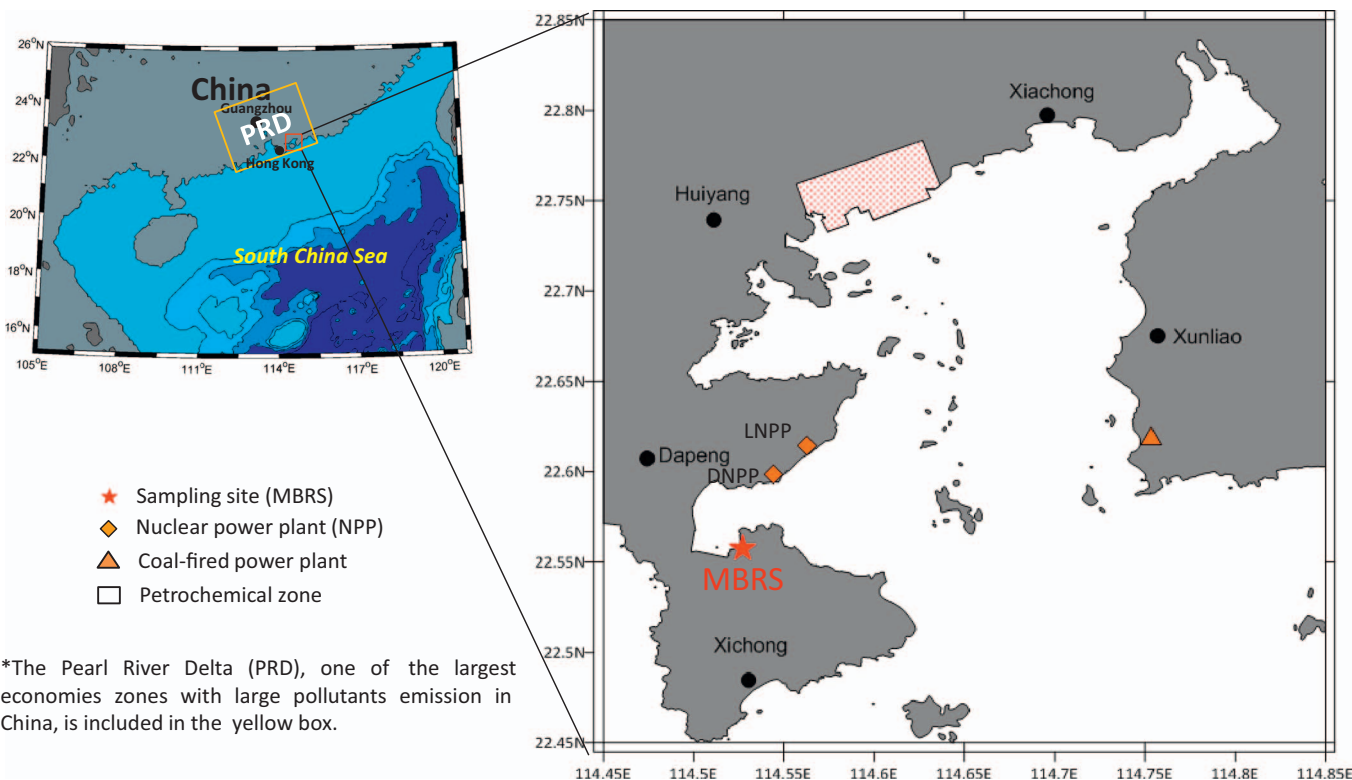 26°N
24°N
22°N
20°N
18°N
16°N
105°E
108°E
111°E
114°E
117°E
120°E
China
Guangzhou
PRD
Hong Kong
South China Sea
Sampling site (MBRS)
Nuclear power plant (NPP)
Coal-fired power plant
Petrochemical zone
*The Pearl River Delta (PRD), one of the largest
economies zones with large pollutants emission in
China, is included in the yellow box.
22.85N
22.8N
22.75N
22.7N
22.65N
22.6N
22.55N
22.5N
22.45N
Xiachong
Huiyang
Xunliao
LNPP
Dapeng
DNPP
MBRS
Xichong
114.45E
114.5E
114.55E
114.6E
114.65E
114.7E
114.75E
114.8E
114.85E